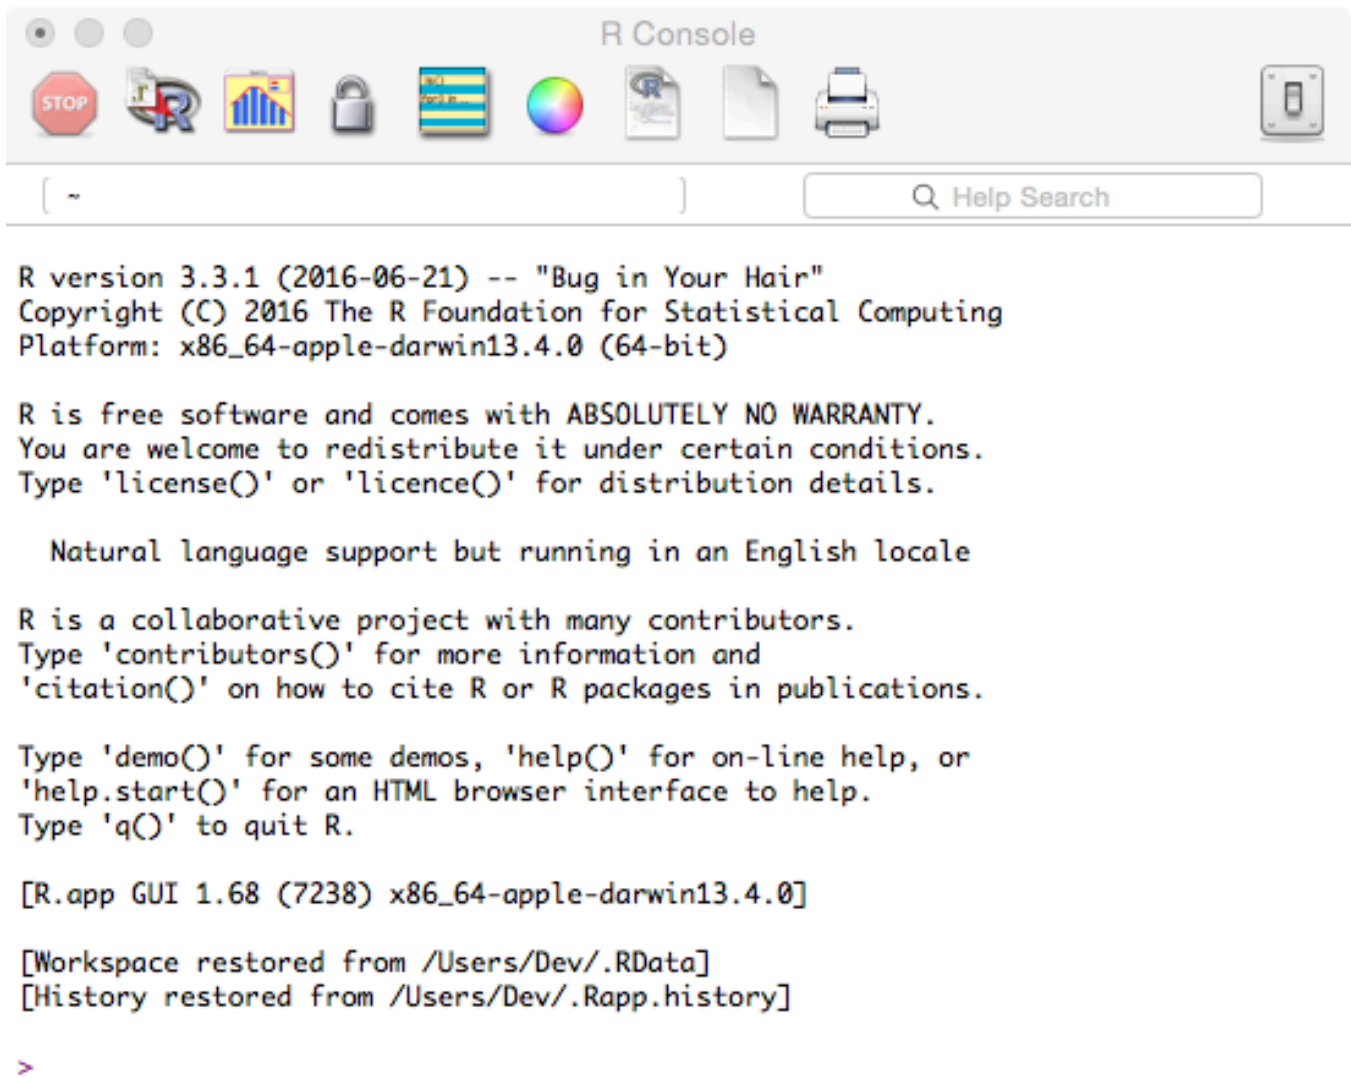 R Console
STOP
~
Help Search
R version 3.3.1 (2016-06-21) -- "Bug in Your Hair"
Copyright (C) 2016 The R Foundation for Statistical Computing
Platform: x86_64-apple-darwin13.4.0 (64-bit)
R is free software and comes with ABSOLUTELY NO WARRANTY.
You are welcome to redistribute it under certain conditions.
Type 'license()' or 'licence()' for distribution details.
Natural language support but running in an English locale
R is a collaborative project with many contributors.
Type 'contributors()' for more information and
'citation()' on how to cite R or R packages in publications.
Type 'demo()' for some demos, 'help()' for on-line help, or
'help.start()' for an HTML browser interface to help.
Type 'q()' to quit R.
[R.app GUI 1.68 (7238) x86_64-apple-darwin13.4.0]
[Workspace restored from /Users/Dev/.RData]
[History restored from /Users/Dev/.Rapp.history]
>